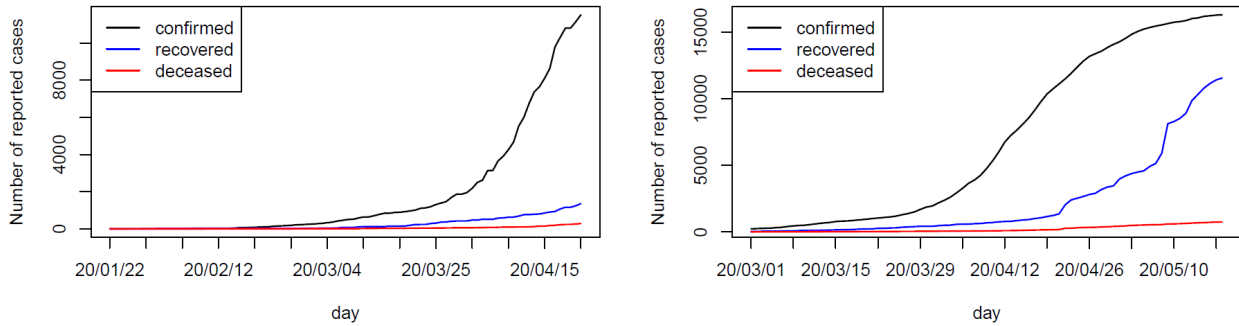 Number of reported cases
0
4000
8000
confirmed
recovered
deceased
20/01/22
20/02/12
20/03/04
20/03/25
20/04/15
day
Number of reported cases
0
5000
10000
15000
confirmed
recovered
deceased
20/03/01
20/03/15
20/03/29
20/04/12
20/04/26
20/05/10
day